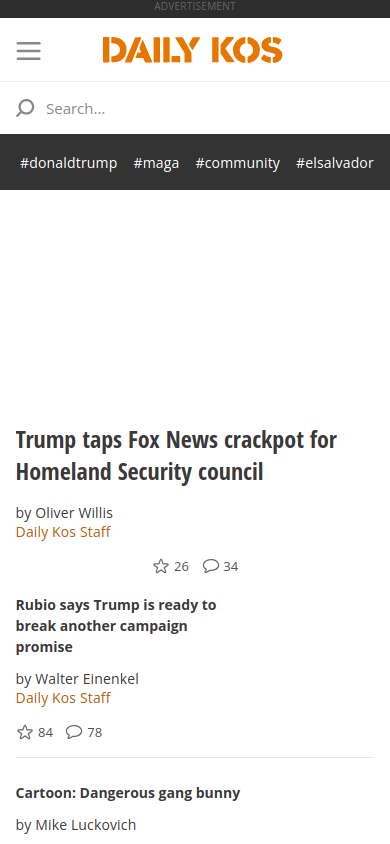 ADVERTISEMENT
DAILY KOS
Search...
#donaldtrump #maga #community #elsalvador
Trump taps Fox News crackpot for
Homeland Security council
by Oliver Willis
Daily Kos Staff
26 34
Rubio says Trump is ready to
break another campaign
promise
by Walter Einenkel
Daily Kos Staff
84 78
Cartoon: Dangerous gang bunny
by Mike Luckovich